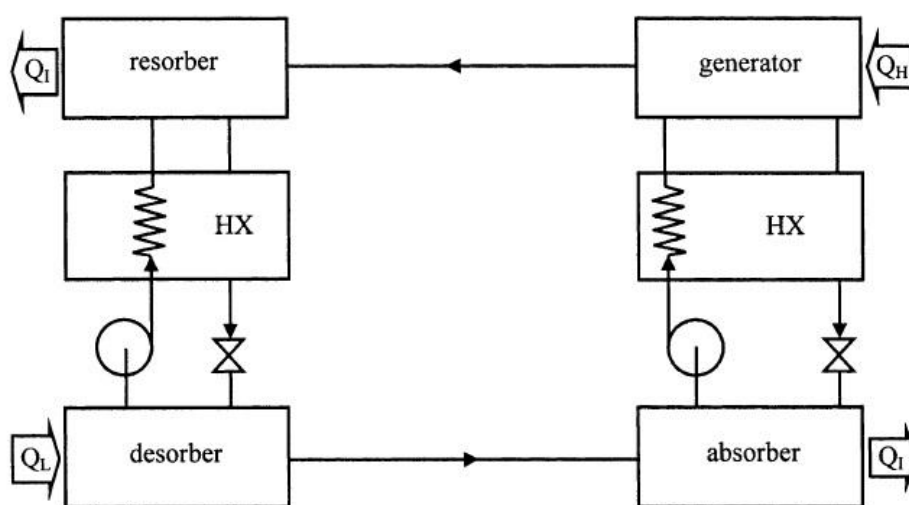 Q_I resorber generator Q_H
HX HX
Q_L desorber absorber Q_I